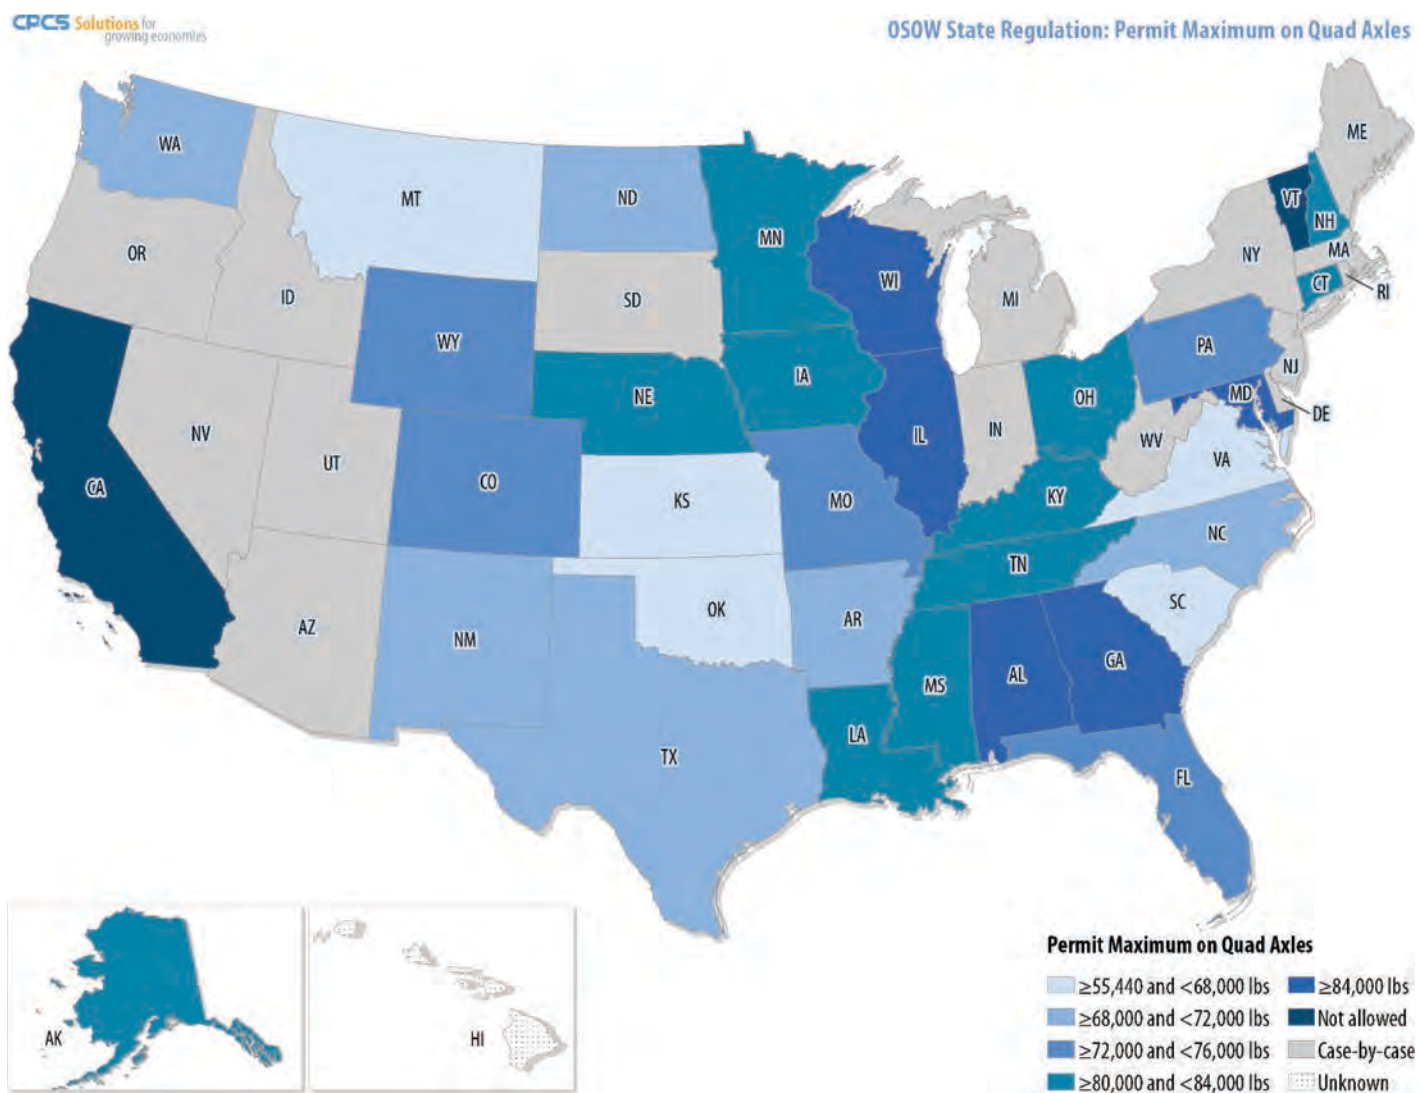 CPCS Solutions for
growing economies
OSOW State Regulation: Permit Maximum on Quad Axles
WA
MT
ND
MN
ME
VT
NH
OR
ID
SD
WI
MI
NY
MA
CT
RI
WY
NE
IA
PA
NJ
NV
UT
CO
KS
MO
IL
IN
OH
WV
MD
DE
VA
CA
KY
NC
AZ
NM
OK
AR
TN
SC
TX
LA
MS
AL
GA
FL
AK
HI
Permit Maximum on Quad Axles
≥55,440 and <68,000 lbs
≥68,000 and <72,000 lbs
≥72,000 and <76,000 lbs
≥80,000 and <84,000 lbs
≥84,000 lbs
Not allowed
Case-by-case
Unknown